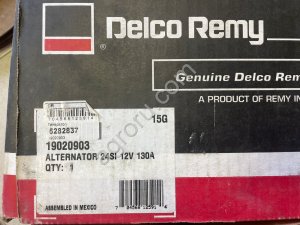 Delco Remy
Genuine Delco Rem
A PRODUCT OF REMY IN
15G
6282837
19020903
ALTERNATOR 24SI 12V 130A
QTY: 1
ASSEMBLED IN MEXICO